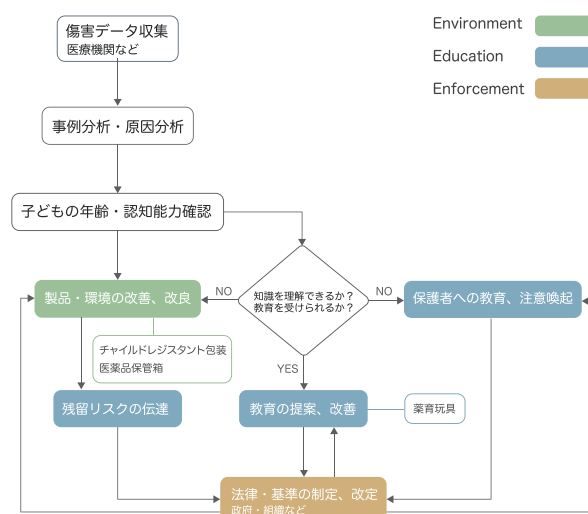 傷害データ収集
医療機関など
Environment
Education
Enforcement
事例分析・原因分析
子どもの年齢・認知能力確認
製品・環境の改善、改良
NO
知識を理解できるか？
教育を受けられるか？
NO
保護者への教育、注意喚起
チャイルドレジスタント包装
医薬品保管箱
YES
残留リスクの伝達
教育の提案、改善
薬育玩具
法律・基準の制定、改定
政府・組織など